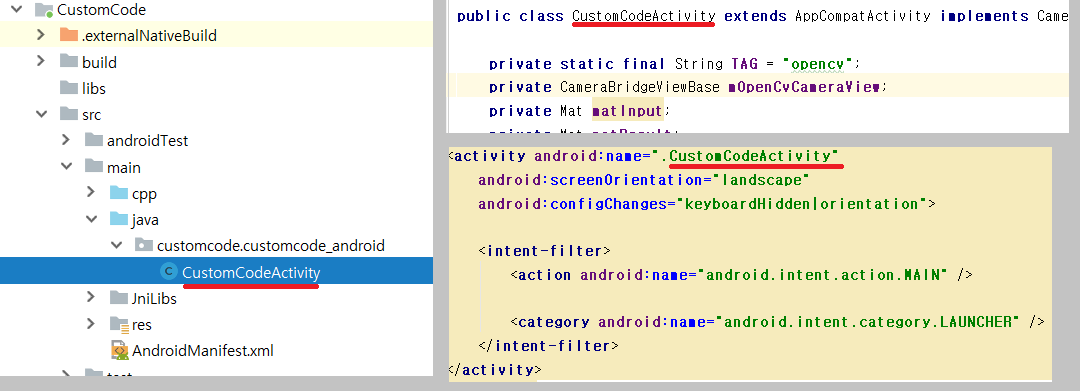 CustomCode
.externalNativeBuild
build
libs
src
androidTest
main
cpp
java
customcode.customcode_android
CustomCodeActivity
JniLibs
res
AndroidManifest.xml
public class CustomCodeActivity extends AppCompatActivity implements Came
private static final String TAG = "opencv";
private CameraBridgeViewBase mOpenCvCameraView;
private Mat matInput;
private Mat matResult;
<activity android:name=".CustomCodeActivity"
android:screenOrientation="landscape"
android:configChanges="keyboardHidden|orientation">
<intent-filter>
<action android:name="android.intent.action.MAIN" />
<category android:name="android.intent.category.LAUNCHER" />
</intent-filter>
</activity>